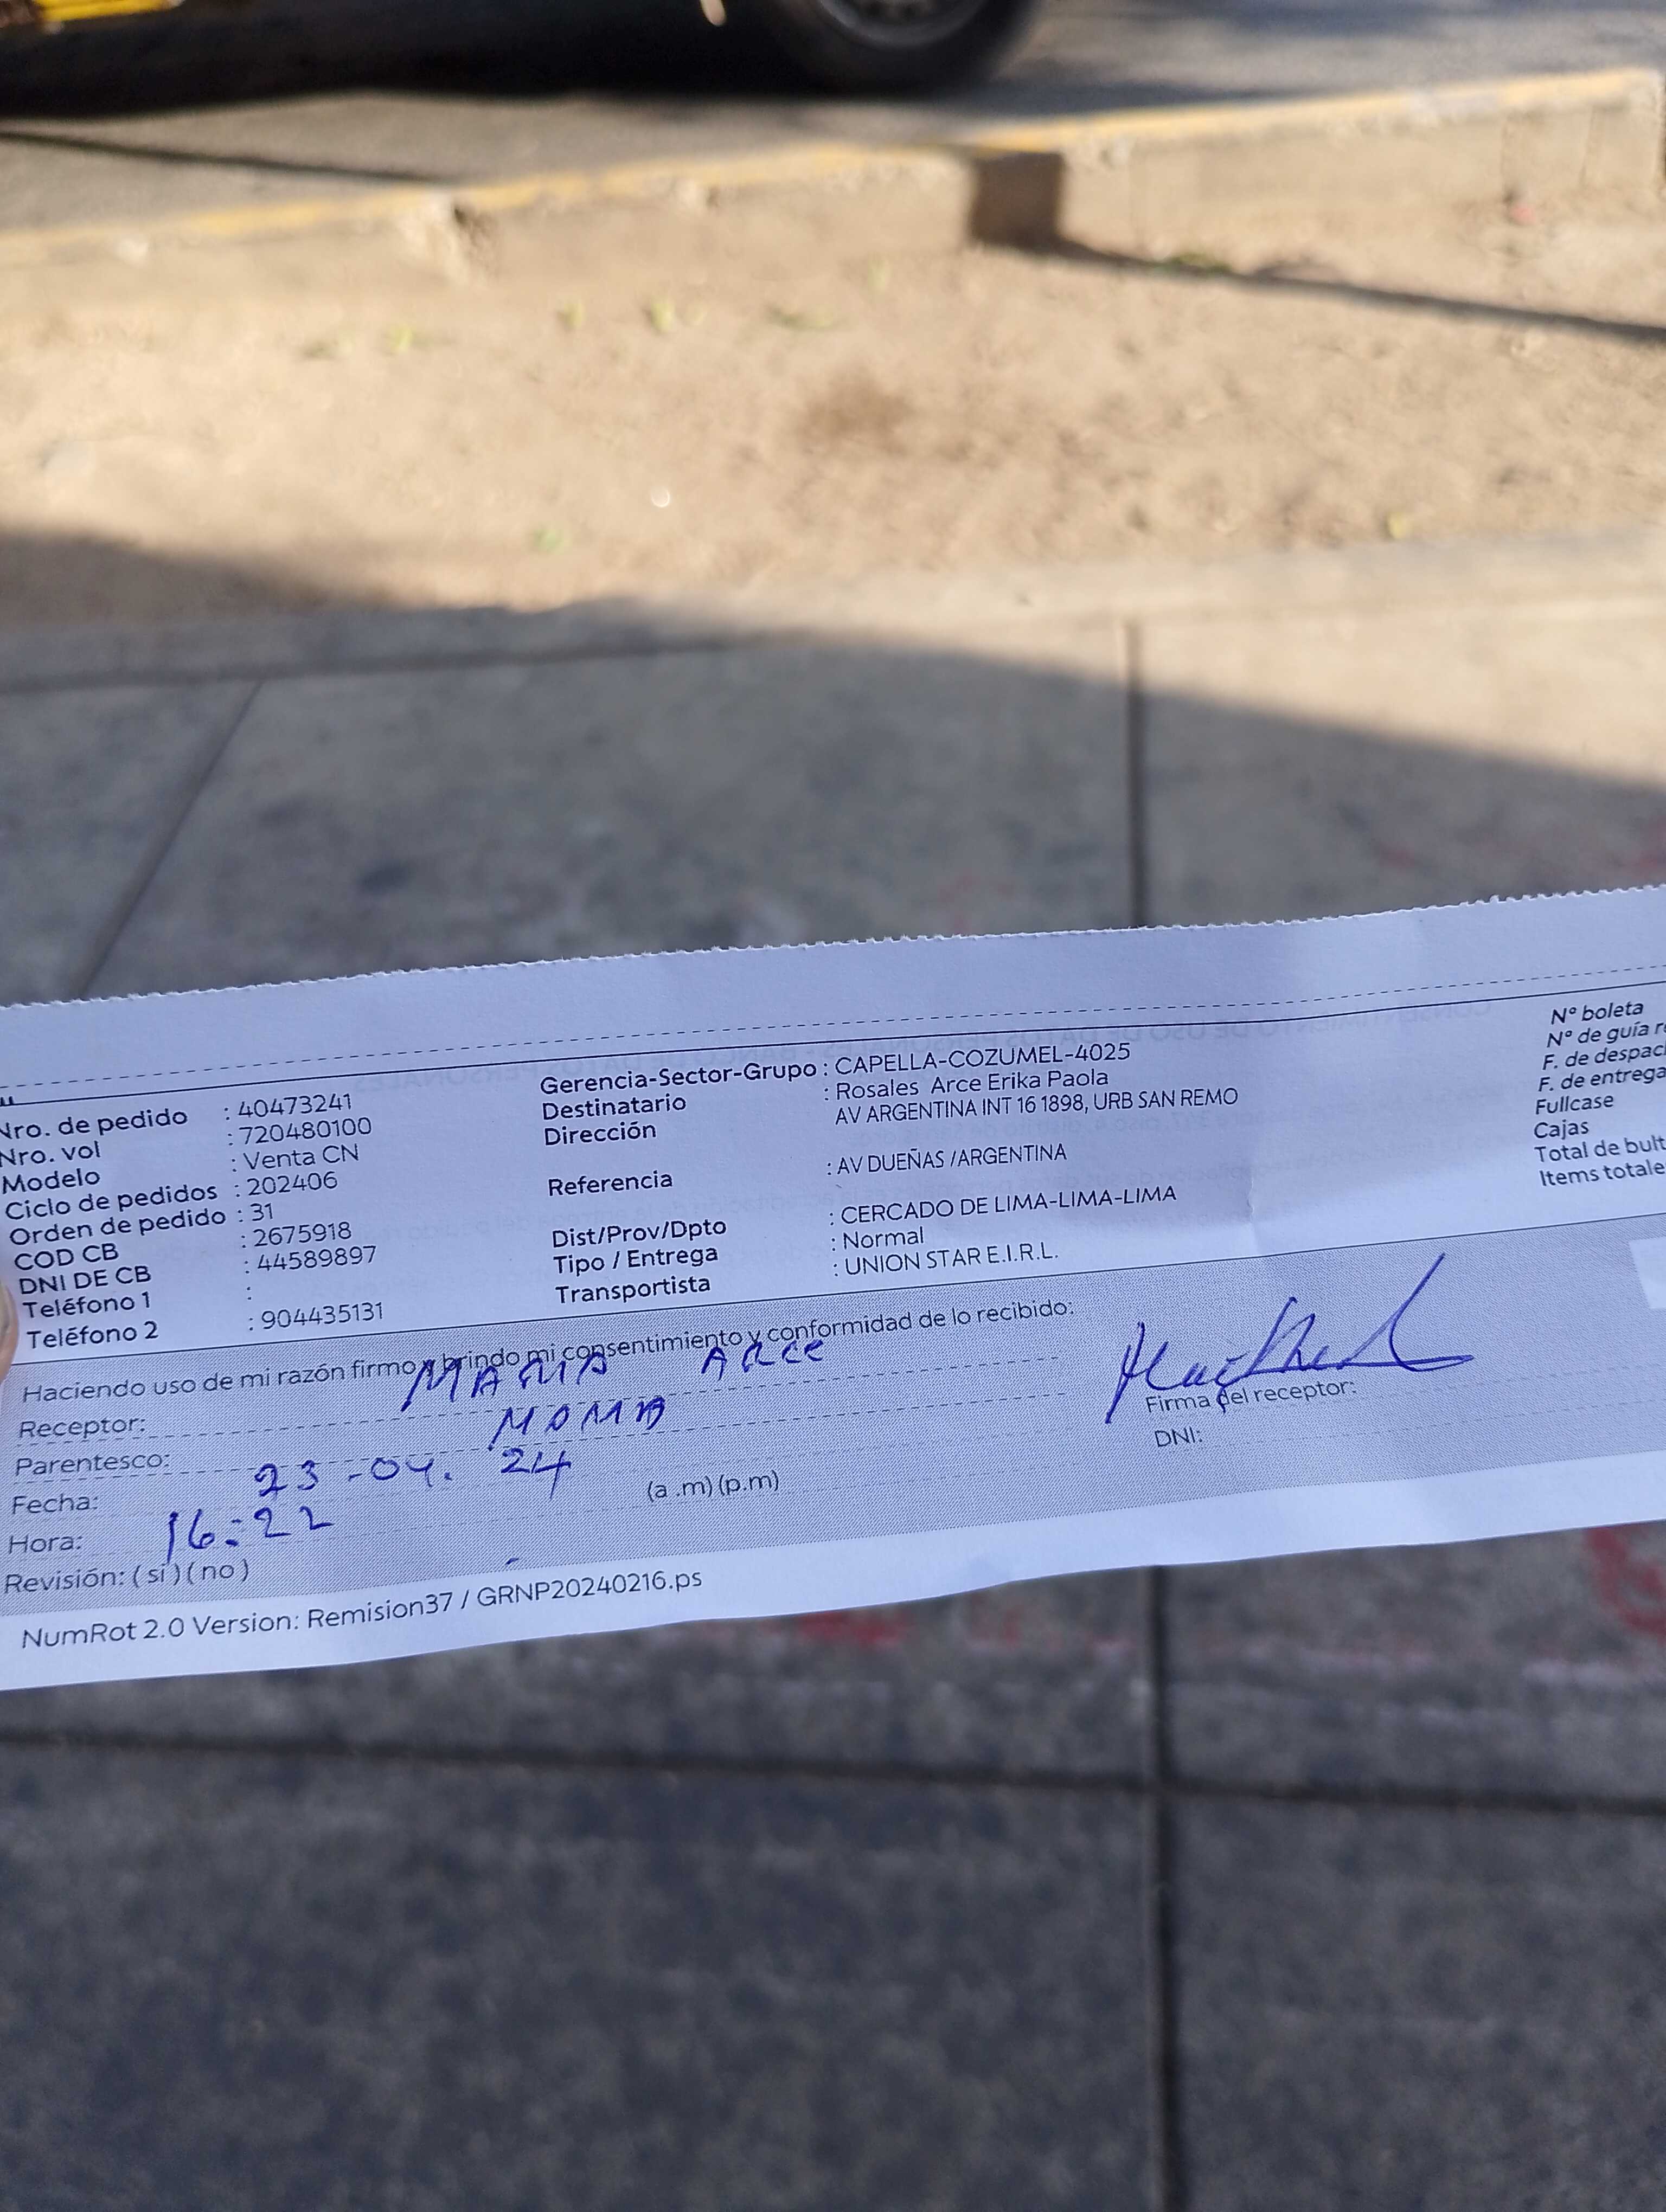 Nro. de pedido : 40473241
Nro. vol : 720480100
Modelo : Venta CN
Ciclo de pedidos : 202406
Orden de pedido : 31
COD CB : 2675918
DNI DE CB : 44589897
Teléfono 1 :
Teléfono 2 : 904435131
Gerencia-Sector-Grupo : CAPELLA-COZUMEL-4025
Destinatario : Rosales Arce Erika Paola
Dirección AV ARGENTINA INT 16 1898, URB SAN REMO
Referencia : AV DUEÑAS /ARGENTINA
Dist/Prov/Dpto : CERCADO DE LIMA-LIMA-LIMA
Tipo / Entrega : Normal
Transportista : UNION STAR E.I.R.L.
Nº boleta
Nº de guía r
F. de despac
F. de entrega
Fullcase
Cajas
Total de bult
Items totale
Haciendo uso de mi razón firmo y brindo mi consentimiento y conformidad de lo recibido:
Receptor: MARIA ARCE
Parentesco: MAMA
Fecha: 23-04. 24
Hora: 16:22 (a .m) (p.m)
Revisión: ( sí ) ( no )
Firma del receptor:
DNI:
NumRot 2.0 Version: Remision37 / GRNP20240216.ps